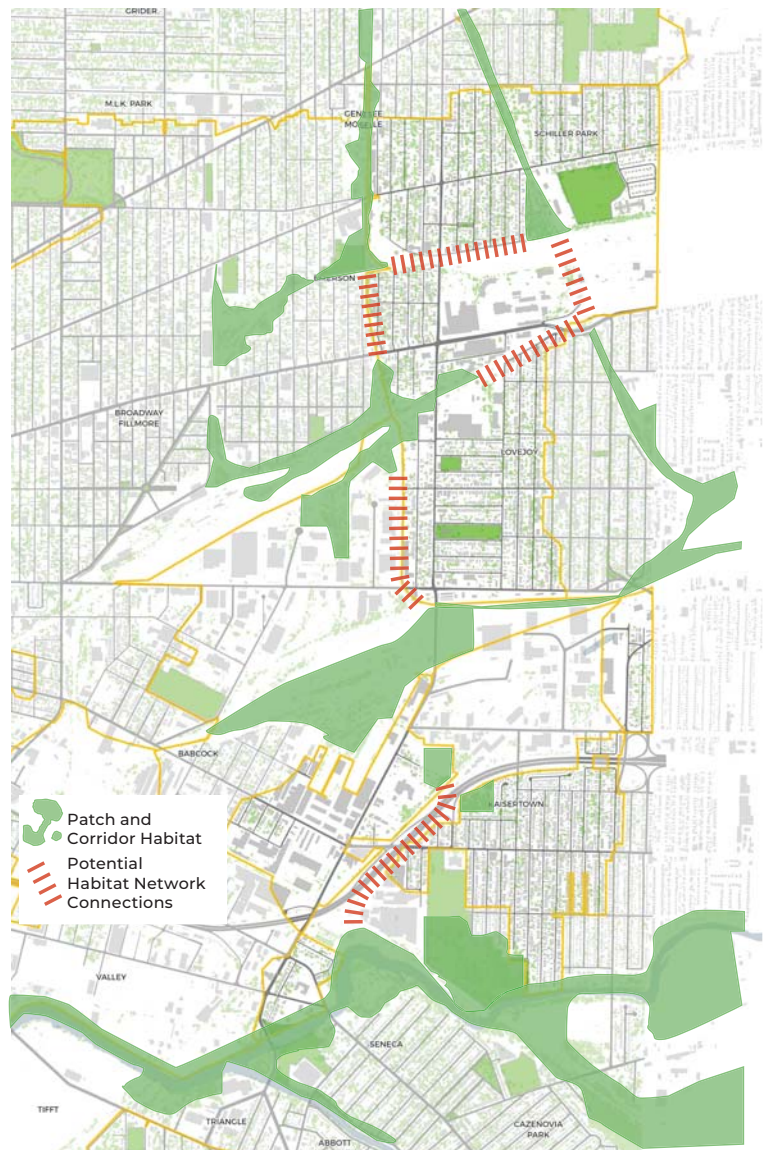 GRIDER
M.L.K. PARK
GENESEE
MOSELLE
SCHILLER PARK
EMERSON
BROADWAY
FILLMORE
LOVEJOY
BABCOCK
KAISERTOWN
Patch and
Corridor Habitat
Potential
Habitat Network
Connections
VALLEY
SENECA
TIFFT
TRIANGLE
CAZENOVIA
PARK
ABBOTT